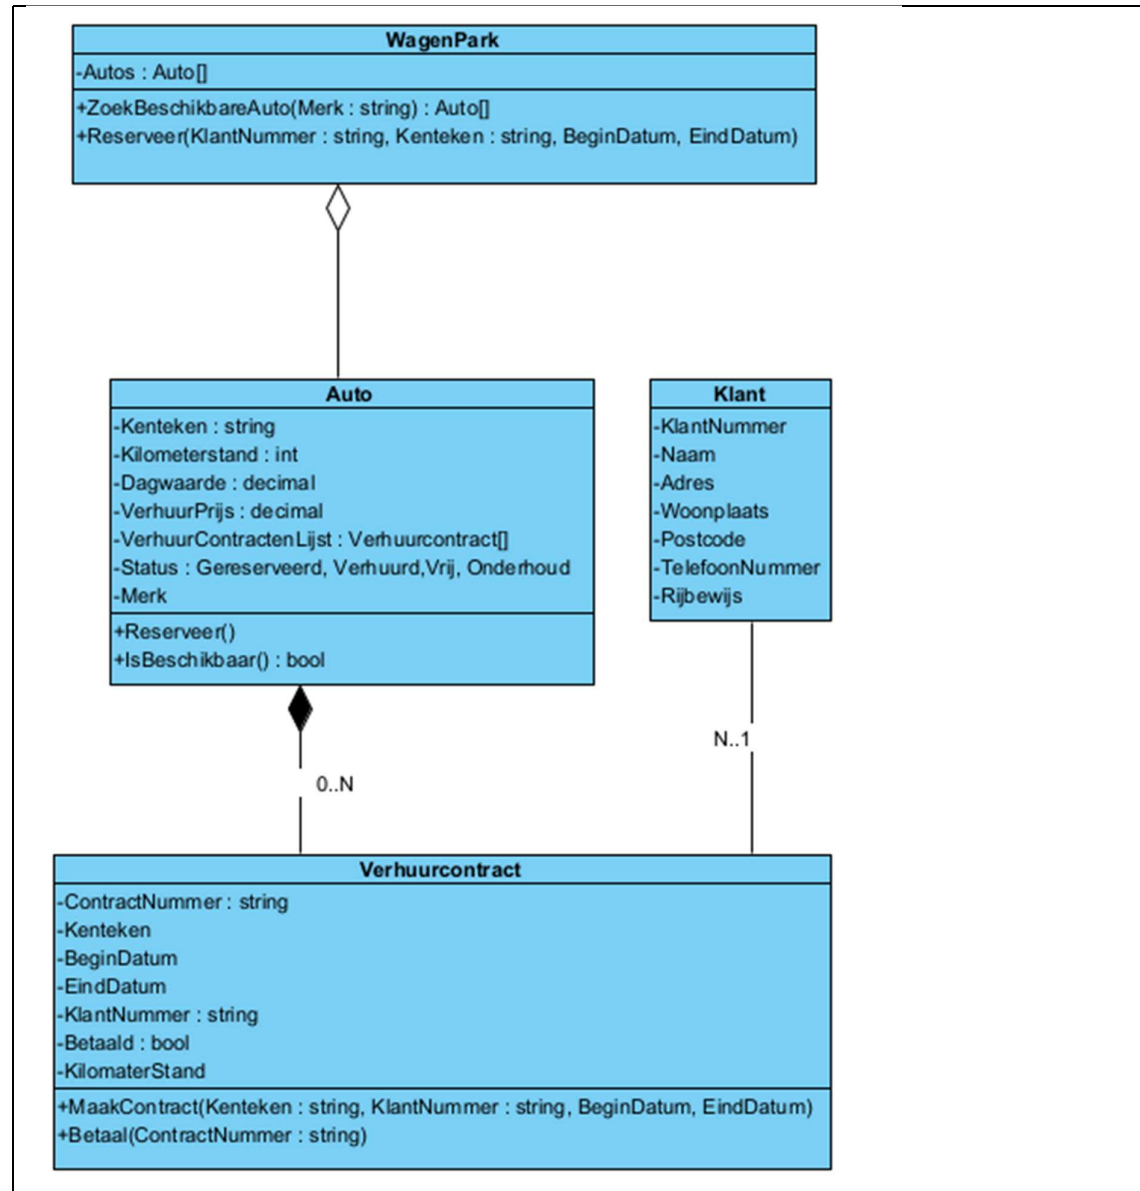 WagenPark
-Autos : Auto[]
+ZoekBeschikbareAuto(Merk : string) : Auto[]
+Reserveer(KlantNummer : string, Kenteken : string, BeginDatum, EindDatum)
Auto
-Kenteken : string
-Kilometerstand : int
-Dagwaarde : decimal
-VerhuurPrijs : decimal
-VerhuurContractenLijst : Verhuurcontract[]
-Status : Gereserveerd, Verhuurd,Vrij, Onderhoud
-Merk
+Reserveer()
+IsBeschikbaar() : bool
Klant
-KlantNummer
-Naam
-Adres
-Woonplaats
-Postcode
-TelefoonNummer
-Rijbewijs
N..1
0..N
Verhuurcontract
-ContractNummer : string
-Kenteken
-BeginDatum
-EindDatum
-KlantNummer : string
-Betaald : bool
-KilomaterStand
+MaakContract(Kenteken : string, KlantNummer : string, BeginDatum, EindDatum)
+Betaal(ContractNummer : string)